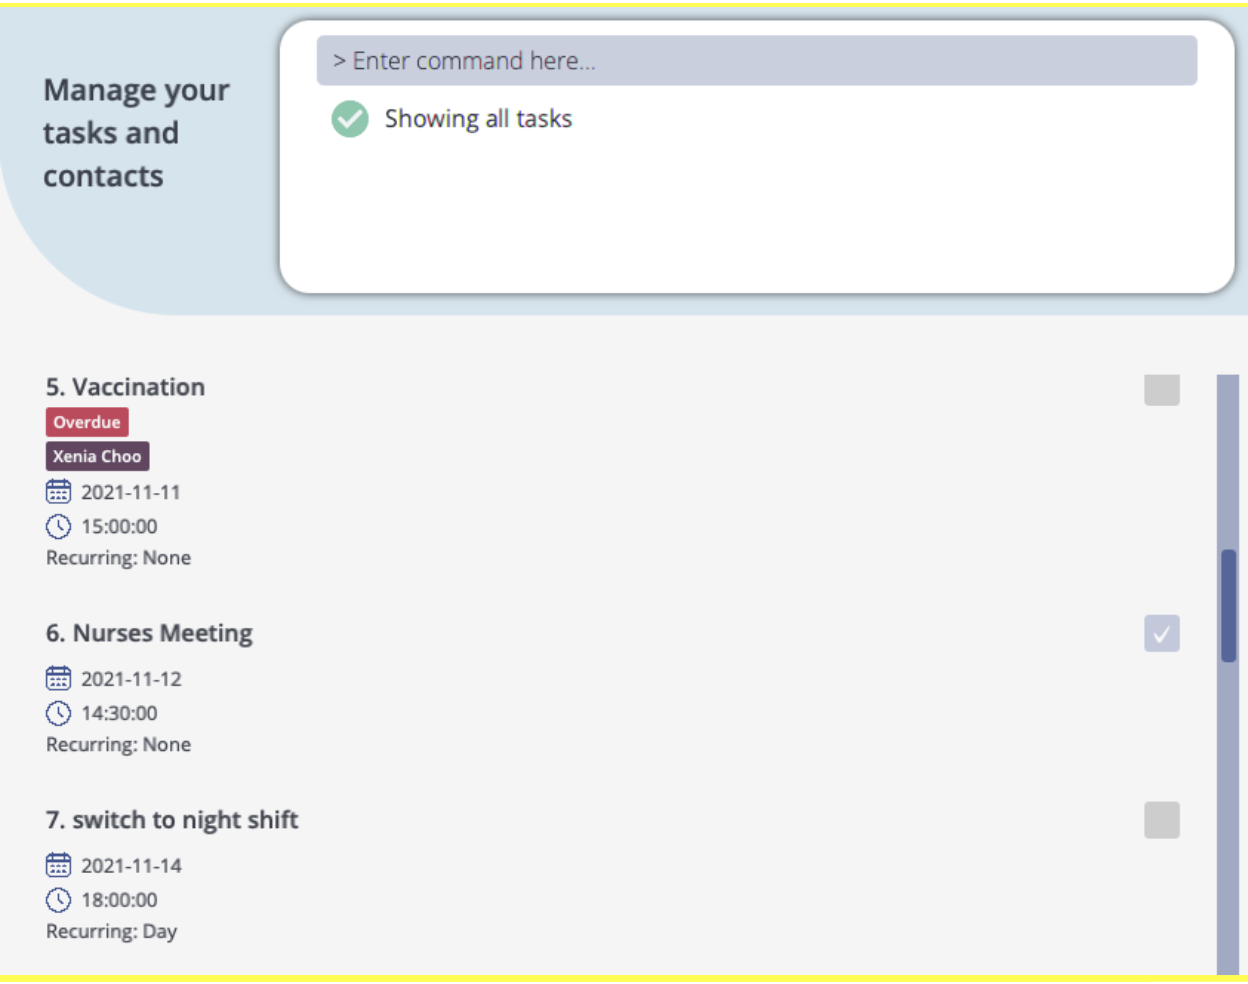 Manage your
tasks and
contacts
> Enter command here...
Showing all tasks
5. Vaccination
Overdue
Xenia Choo
2021-11-11
15:00:00
Recurring: None
6. Nurses Meeting
2021-11-12
14:30:00
Recurring: None
7. switch to night shift
2021-11-14
18:00:00
Recurring: Day